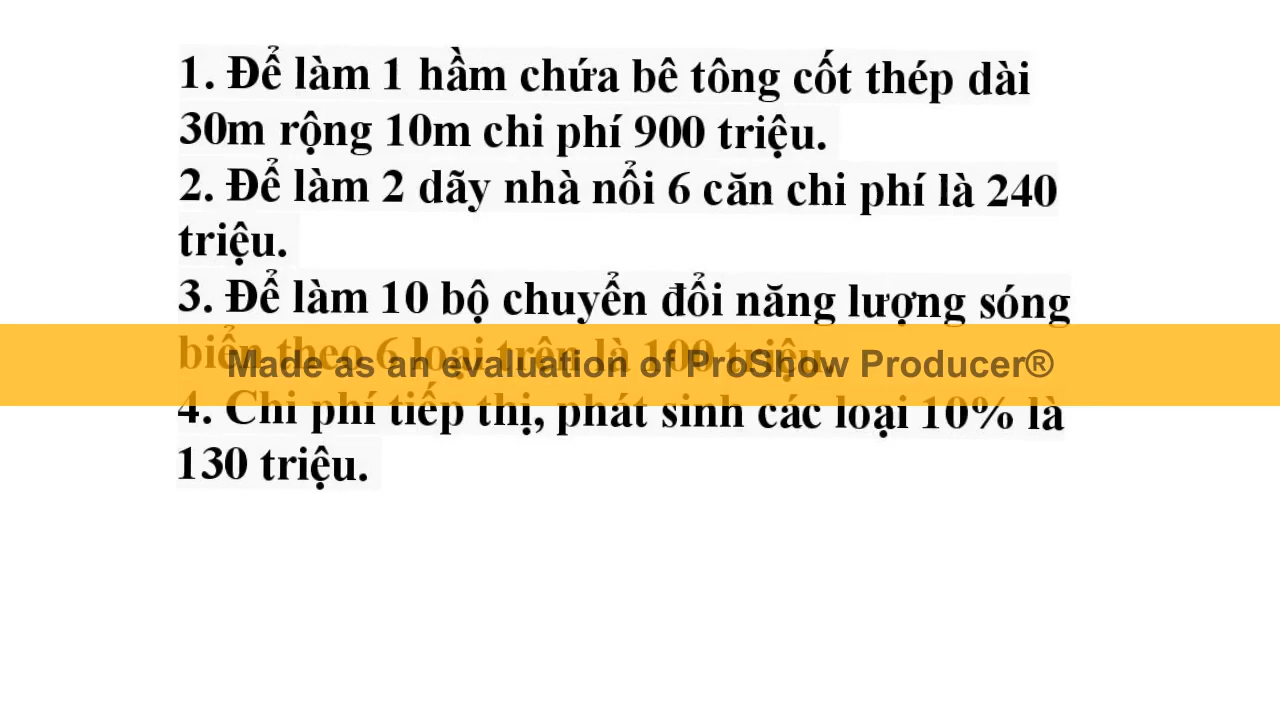 1. Để làm 1 hầm chứa bê tông cốt thép dài
30m rộng 10m chi phí 900 triệu.
2. Để làm 2 dãy nhà nổi 6 căn chi phí là 240
triệu.
3. Để làm 10 bộ chuyển đổi năng lượng sóng
biển theo 6 loại trên là 100 triệu.
Made as an evaluation of ProShow Producer®
4. Chi phí tiếp thị, phát sinh các loại 10% là
130 triệu.